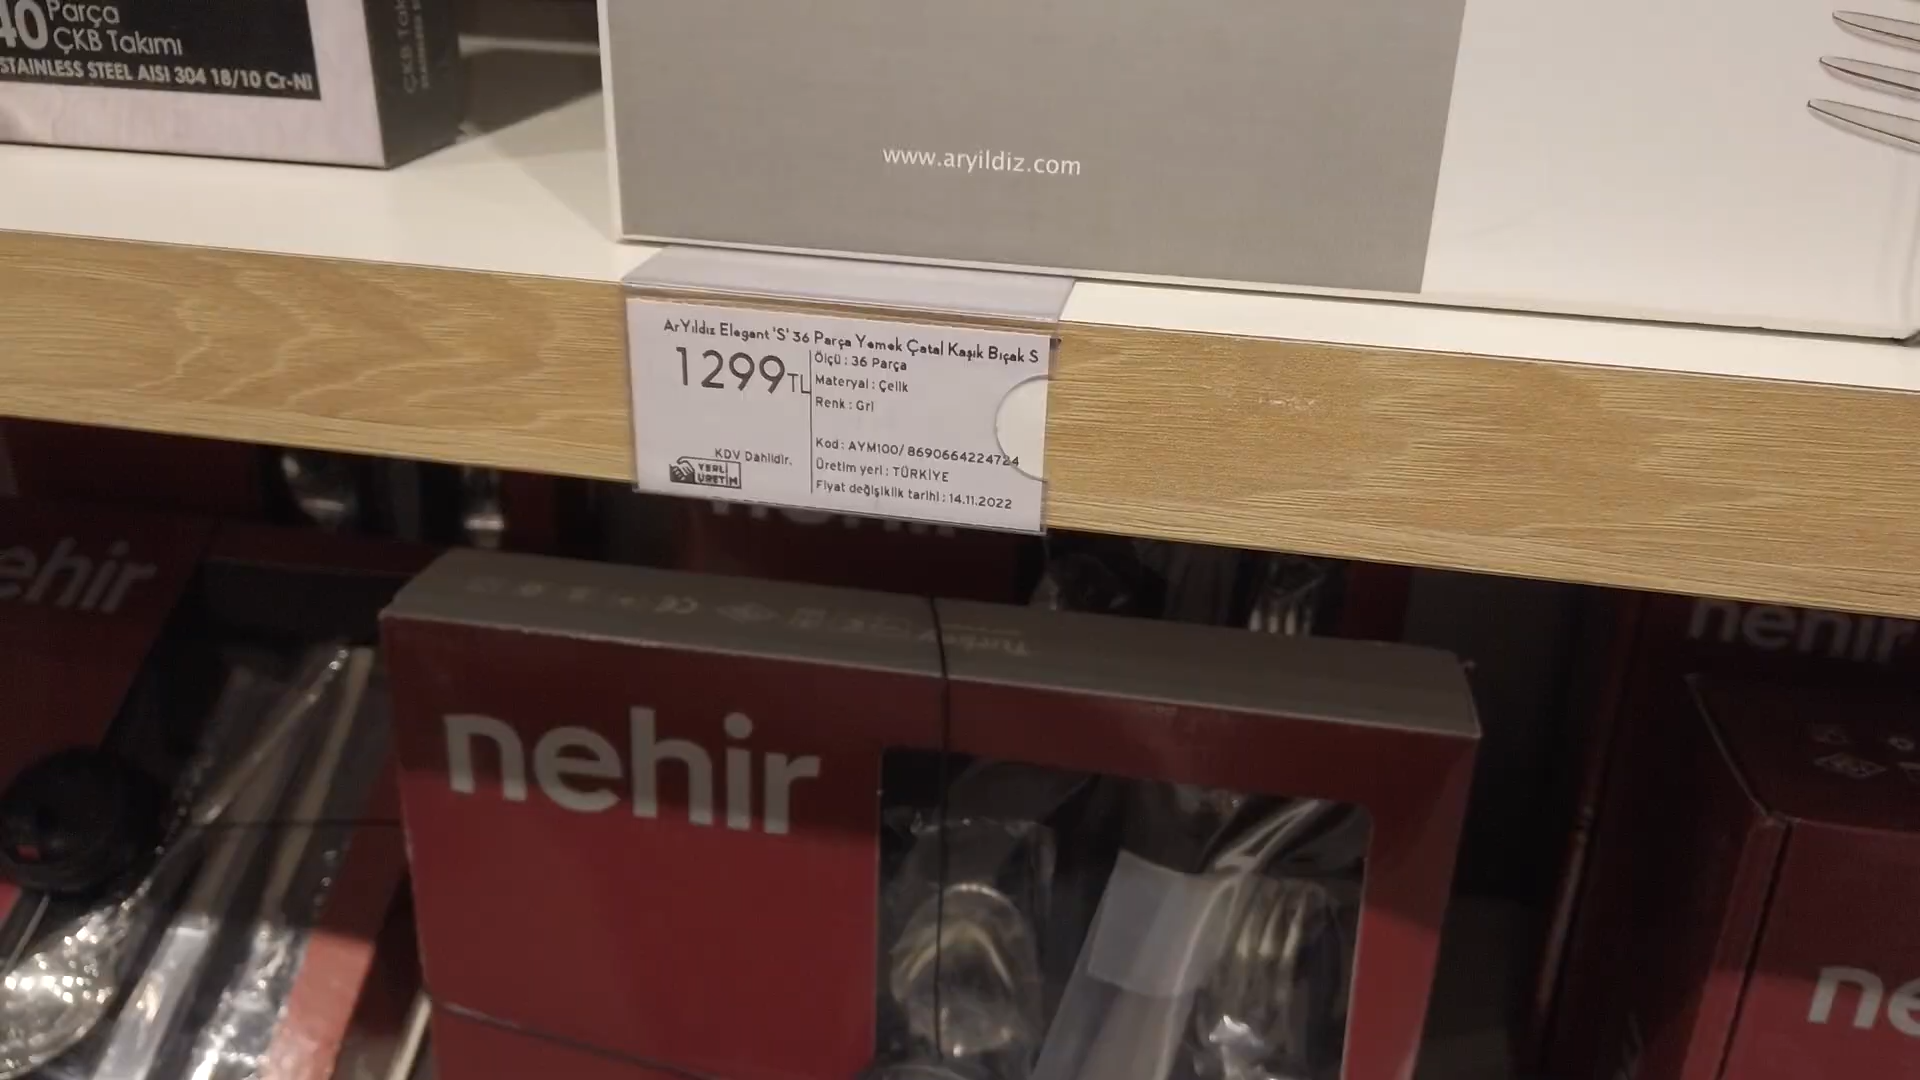 40 Parça
ÇKB Takımı
STAINLESS STEEL AISI 304 18/10 Cr-Ni
www.aryildiz.com
ArYıldız Elegant 'S' 36 Parça Yemek Çatal Kaşık Bıçak S
1299TL
Ölçü : 36 Parça
Materyal : Çelik
Renk : Gri
KDV Dahildir.
YERLİ
ÜRETİM
Kod : AYM100/ 8690664224724
Üretim yeri : TÜRKİYE
Fiyat değişiklik tarihi : 14.11.2022
ehir
nehir
nehir
ne